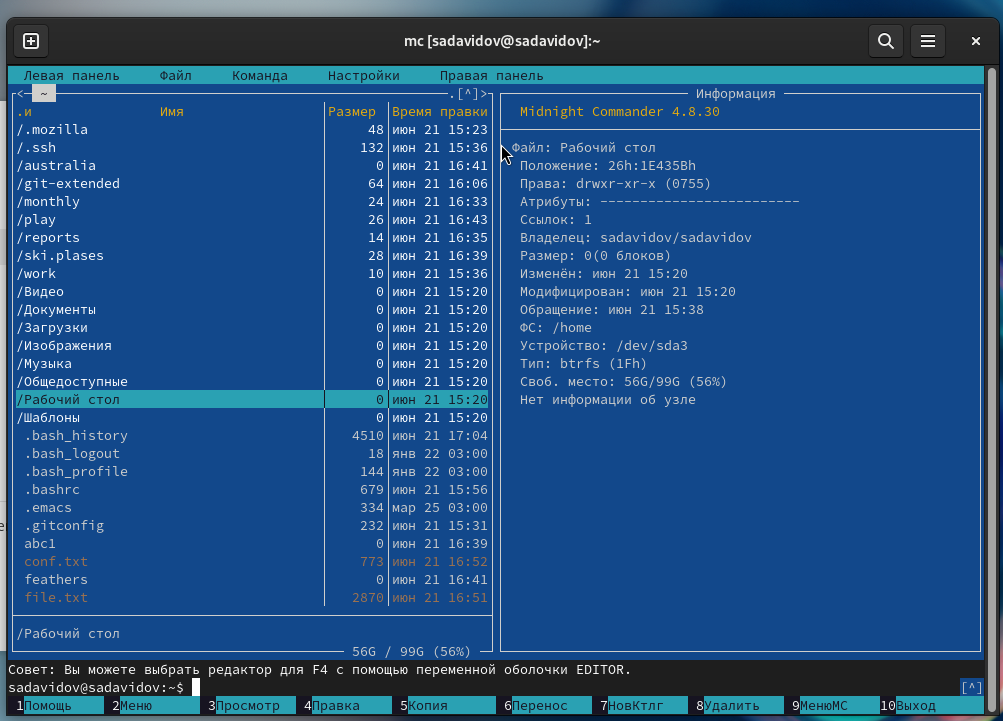 mc [sadavidov@sadavidov]:~
Левая панель Файл Команда Настройки Правая панель
<─ ~ .[^]>
.и Имя Размер Время правки
/.mozilla 48 июн 21 15:23
/.ssh 132 июн 21 15:36
/australia 0 июн 21 16:41
/git-extended 64 июн 21 16:06
/monthly 24 июн 21 16:33
/play 26 июн 21 16:43
/reports 14 июн 21 16:35
/ski.plases 28 июн 21 16:39
/work 10 июн 21 15:36
/Видео 0 июн 21 15:20
/Документы 0 июн 21 15:20
/Загрузки 0 июн 21 15:20
/Изображения 0 июн 21 15:20
/Музыка 0 июн 21 15:20
/Общедоступные 0 июн 21 15:20
/Рабочий стол 0 июн 21 15:20
/Шаблоны 0 июн 21 15:20
.bash_history 4510 июн 21 17:04
.bash_logout 18 янв 22 03:00
.bash_profile 144 янв 22 03:00
.bashrc 679 июн 21 15:56
.emacs 334 мар 25 03:00
.gitconfig 232 июн 21 15:31
abc1 0 июн 21 16:39
conf.txt 773 июн 21 16:52
feathers 0 июн 21 16:41
file.txt 2870 июн 21 16:51
/Рабочий стол
56G / 99G (56%)
Информация
Midnight Commander 4.8.30
Файл: Рабочий стол
Положение: 26h:1E435Bh
Права: drwxr-xr-x (0755)
Атрибуты: -------------------------
Ссылок: 1
Владелец: sadavidov/sadavidov
Размер: 0(0 блоков)
Изменён: июн 21 15:20
Модифицирован: июн 21 15:20
Обращение: июн 21 15:38
ФС: /home
Устройство: /dev/sda3
Тип: btrfs (1Fh)
Своб. место: 56G/99G (56%)
Нет информации об узле
Совет: Вы можете выбрать редактор для F4 с помощью переменной оболочки EDITOR.
sadavidov@sadavidov:~$ [^]
1Помощь 2Меню 3Просмотр 4Правка 5Копия 6Перенос 7НовКтлг 8Удалить 9МенюМС 10Выход